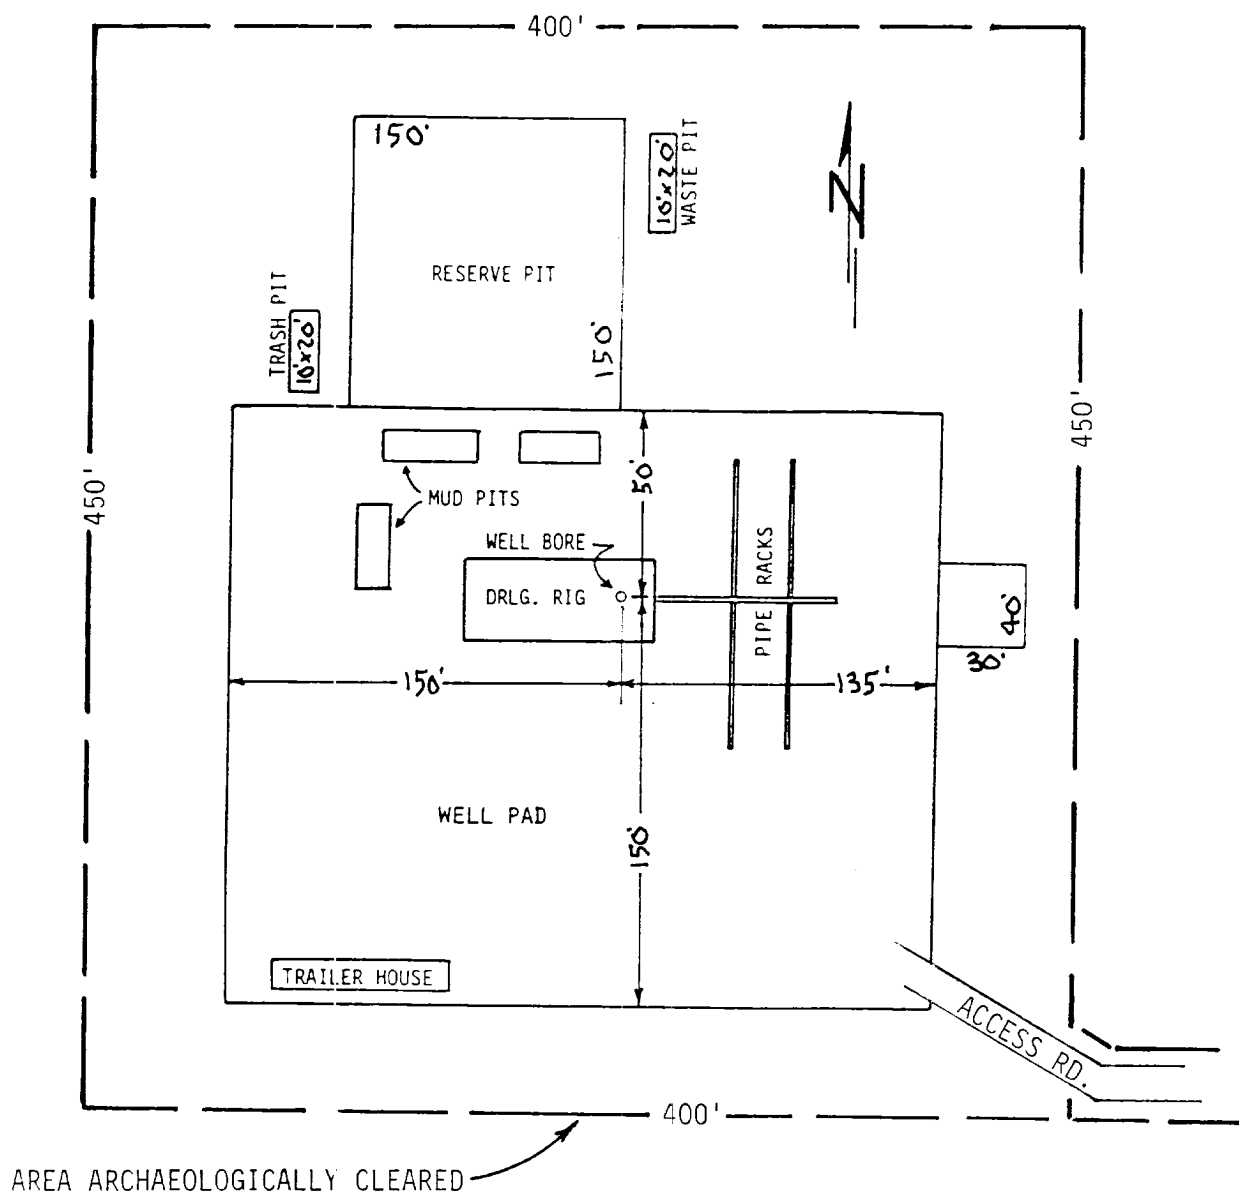 400'
150'
10'x20'
WASTE PIT
N
RESERVE PIT
TRASH PIT
10'x20'
150'
450'
450'
50'
MUD PITS
WELL BORE
DRLG. RIG
PIPE RACKS
40'
30'
150'
135'
WELL PAD
150'
TRAILER HOUSE
ACCESS RD.
400'
AREA ARCHAEOLOGICALLY CLEARED